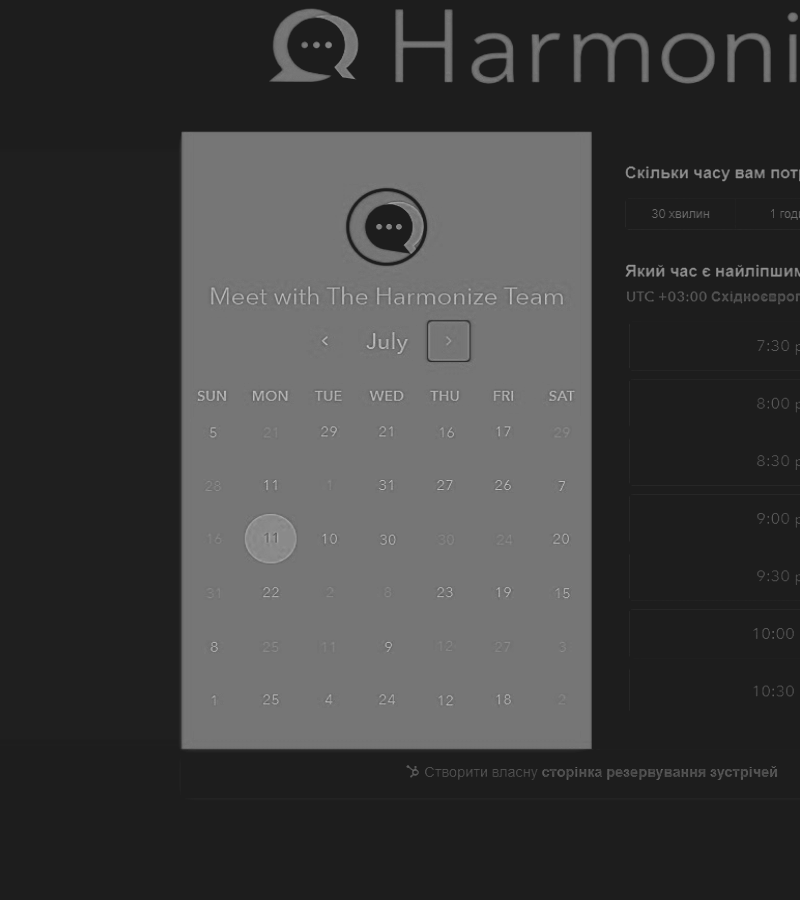 Harmoni
Meet with The Harmonize Team
July
SUN MON TUE WED THU FRI SAT
5 21 29 21 16 17 29
28 11 1 31 27 26 7
16 11 10 30 30 24 20
31 22 2 8 23 19 15
8 25 11 9 12 27 3
1 25 4 24 12 18 2
Скільки часу вам пот
30 хвилин 1 годи
Який час є найліпшим
UTC +03:00 Східноєвроп
7:30 p
8:00 p
8:30 p
9:00 p
9:30 p
10:00
10:30
Створити власну сторінка резервування зустрічей